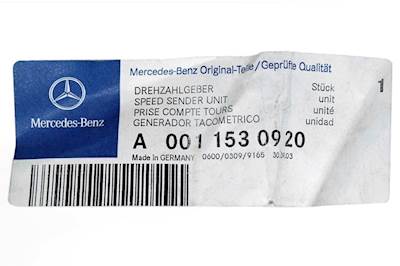 Mercedes-Benz Original-Teile/Geprüfte Qualität
DREHZAHLGEBER Stück 1
SPEED SENDER UNIT unit
PRISE COMPTE TOURS unité
GENERADOR TACOMETRICO unidad
Mercedes-Benz
A 001 153 0920
Made in GERMANY 0600/0309/9165